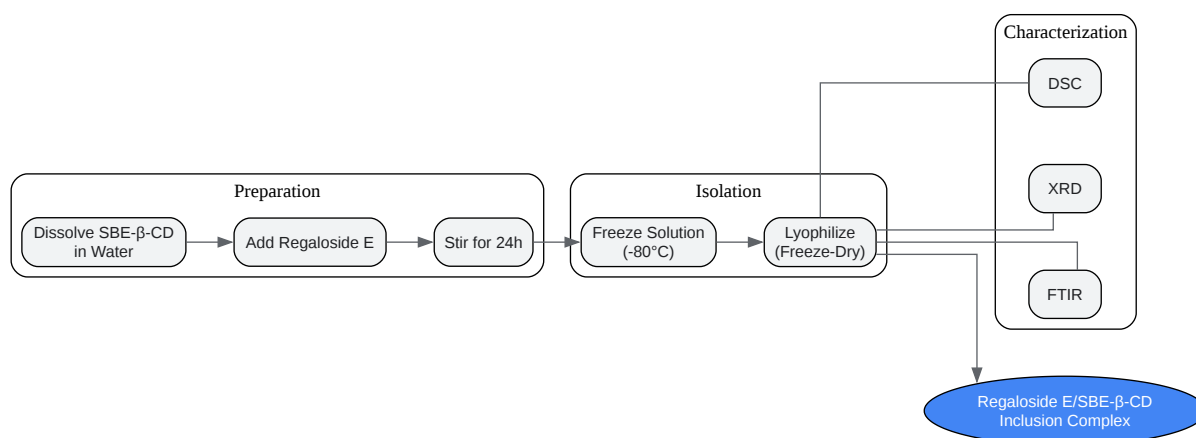 Characterization
DSC
XRD
FTIR
Preparation
Dissolve SBE-β-CD
in Water
Add Regaloside E
Stir for 24h
Isolation
Freeze Solution
(-80°C)
Lyophilize
(Freeze-Dry)
Regaloside E/SBE-β-CD
Inclusion Complex